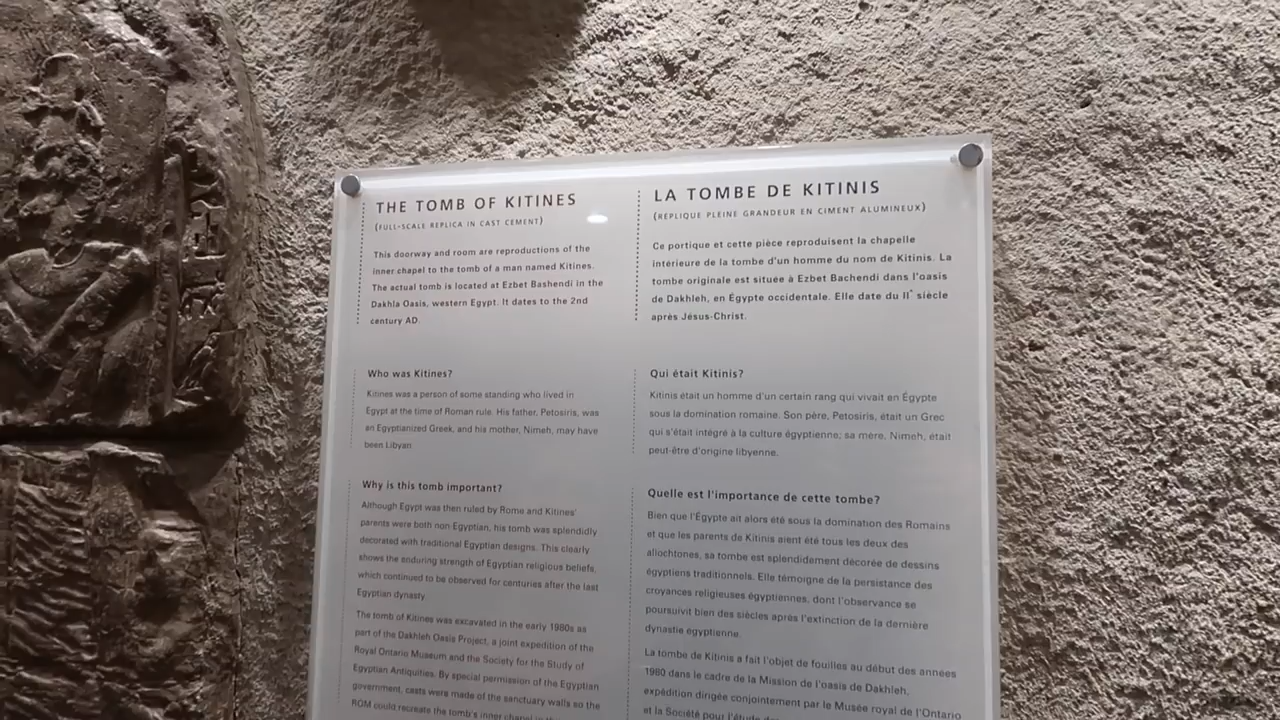 THE TOMB OF KITINES
(FULL-SCALE REPLICA IN CAST CEMENT)
This doorway and room are reproductions of the
inner chapel to the tomb of a man named Kitines.
The actual tomb is located at Ezbet Bashendi in the
Dakhla Oasis, western Egypt. It dates to the 2nd
century AD.
Who was Kitines?
Kitines was a person of some standing who lived in
Egypt at the time of Roman rule. His father, Petosiris, was
an Egyptianized Greek, and his mother, Nimeh, may have
been Libyan.
Why is this tomb important?
Although Egypt was then ruled by Rome and Kitines'
parents were both non Egyptian, his tomb was splendidly
decorated with traditional Egyptian designs. This clearly
shows the enduring strength of Egyptian religious beliefs,
which continued to be observed for centuries after the last
Egyptian dynasty.
The tomb of Kitines was excavated in the early 1980s as
part of the Dakhleh Oasis Project, a joint expedition of the
Royal Ontario Museum and the Society for the Study of
Egyptian Antiquities. By special permission of the Egyptian
government, casts were made of the sanctuary walls so the
ROM could recreate the tomb's inner chapel
LA TOMBE DE KITINIS
(RÉPLIQUE PLEINE GRANDEUR EN CIMENT ALUMINEUX)
Ce portique et cette pièce reproduisent la chapelle
intérieure de la tombe d'un homme du nom de Kitinis. La
tombe originale est située à Ezbet Bachendi dans l'oasis
de Dakhleh, en Égypte occidentale. Elle date du IIe siècle
après Jésus-Christ.
Qui était Kitinis?
Kitinis était un homme d'un certain rang qui vivait en Égypte
sous la domination romaine. Son père, Petosiris, était un Grec
qui s'était intégré à la culture égyptienne; sa mère, Nimeh, était
peut-être d'origine libyenne.
Quelle est l'importance de cette tombe?
Bien que l'Égypte ait alors été sous la domination des Romains
et que les parents de Kitinis aient été tous les deux des
allochtones, sa tombe est splendidement décorée de dessins
égyptiens traditionnels. Elle témoigne de la persistance des
croyances religieuses égyptiennes, dont l'observance se
poursuivit bien des siècles après l'extinction de la dernière
dynastie égyptienne.
La tombe de Kitinis a fait l'objet de fouilles au début des années
1980 dans le cadre de la Mission de l'oasis de Dakhleh,
expédition dirigée conjointement par le Musée royal de l'Ontario
et la Société pour l'étude